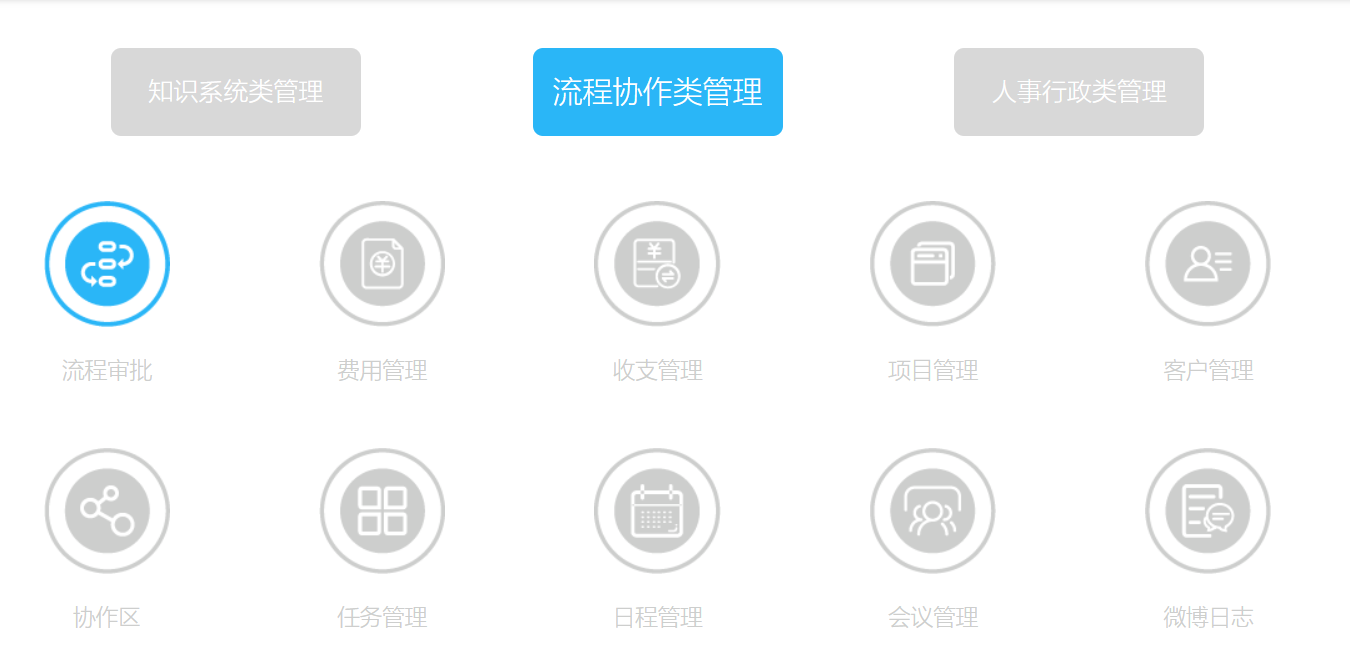 知识系统类管理
流程协作类管理
人事行政类管理
流程审批
费用管理
收支管理
项目管理
客户管理
协作区
任务管理
日程管理
会议管理
微博日志